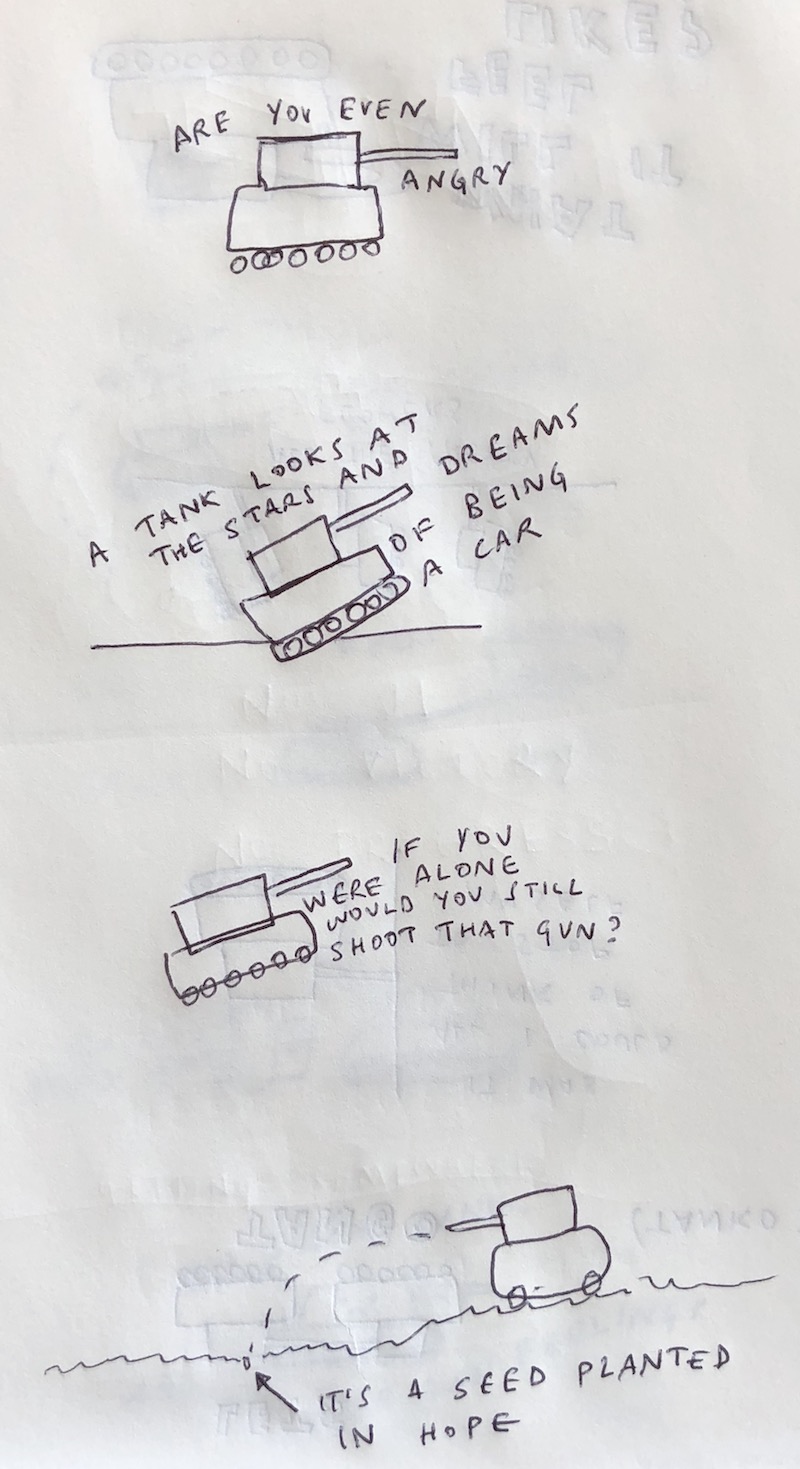 ARE YOU EVEN
ANGRY
A TANK LOOKS AT
THE STARS AND DREAMS
OF BEING
A CAR
IF YOU
WERE ALONE
WOULD YOU STILL
SHOOT THAT GUN?
IT'S A SEED PLANTED
IN HOPE